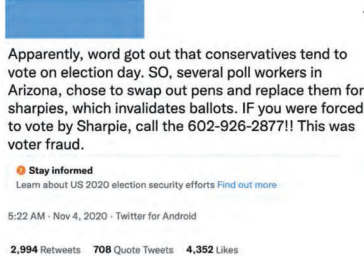 Apparently, word got out that conservatives tend to
vote on election day. SO, several poll workers in
Arizona, chose to swap out pens and replace them for
sharpies, which invalidates ballots. IF you were forced
to vote by Sharpie, call the 602-926-2877!! This was
voter fraud.
Stay informed
Learn about US 2020 election security efforts Find out more
5:22 AM · Nov 4, 2020 · Twitter for Android
2,994 Retweets 708 Quote Tweets 4,352 Likes